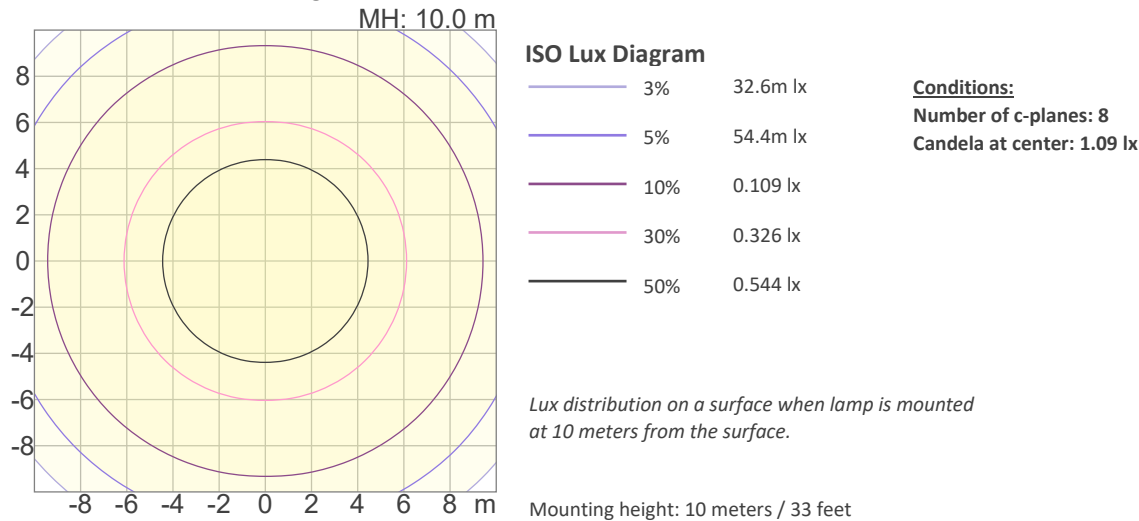 MH: 10.0 m
8
6
4
2
0
-2
-4
-6
-8
-8 -6 -4 -2 0 2 4 6 8 m
ISO Lux Diagram
3% 32.6m lx
5% 54.4m lx
10% 0.109 lx
30% 0.326 lx
50% 0.544 lx
Conditions:
Number of c-planes: 8
Candela at center: 1.09 lx
Lux distribution on a surface when lamp is mounted
at 10 meters from the surface.
Mounting height: 10 meters / 33 feet